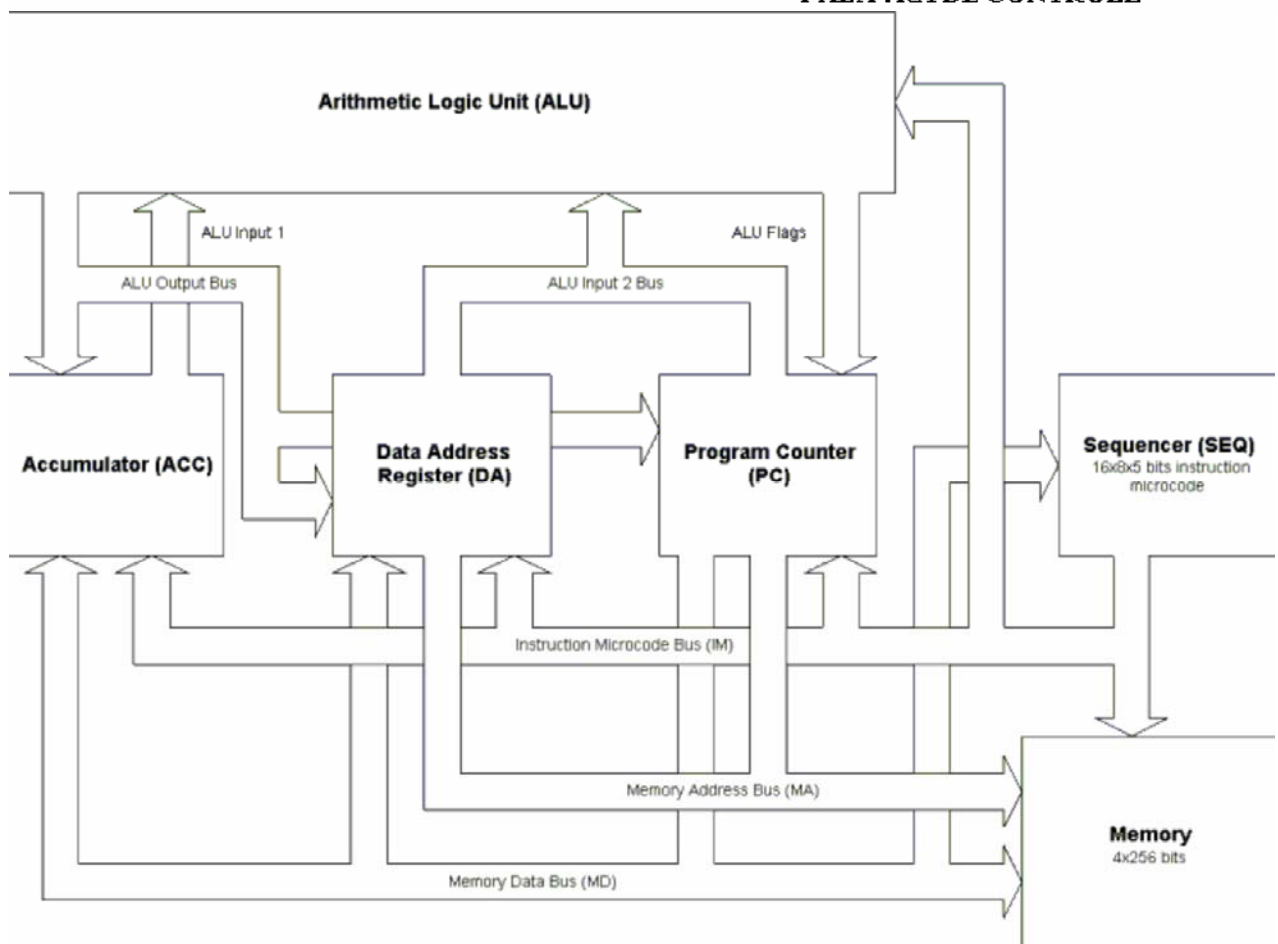 DE CONTROLE
Arithmetic Logic Unit (ALU)
ALU Input 1
ALU Flags
ALU Output Bus
ALU Input 2 Bus
Accumulator (ACC)
Data Address
Register (DA)
Program Counter
(PC)
Sequencer (SEQ)
16x8x5 bits instruction
microcode
Instruction Microcode Bus (IM)
Memory Address Bus (MA)
Memory
4x256 bits
Memory Data Bus (MD)